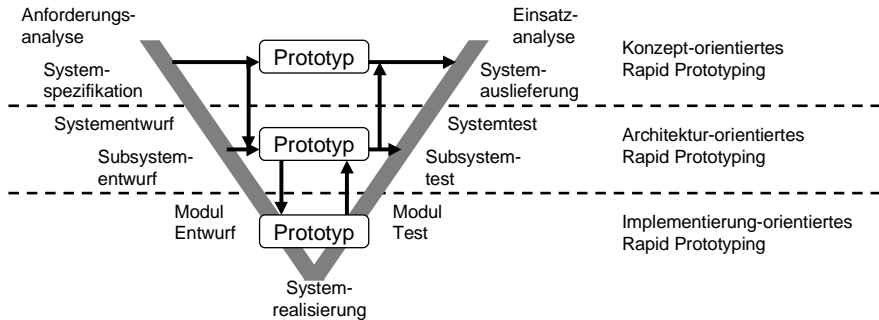 Anforderungs-
analyse
Einsatz-
analyse
Prototyp
Konzept-orientiertes
Rapid Prototyping
System-
spezifikation
System-
auslieferung
Systementwurf
Systemtest
Prototyp
Architektur-orientiertes
Rapid Prototyping
Subsystem-
entwurf
Subsystem-
test
Modul
Entwurf
Prototyp
Modul
Test
Implementierung-orientiertes
Rapid Prototyping
System-
realisierung